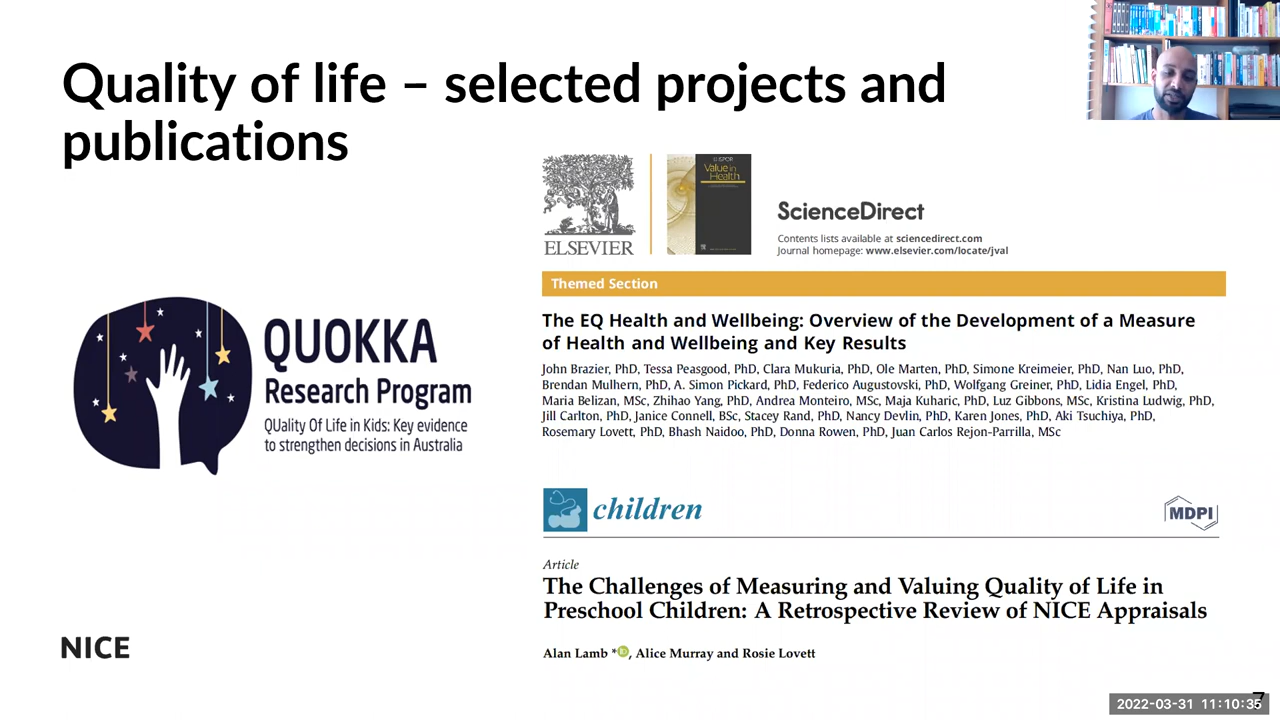 Quality of life – selected projects and
publications
ELSEVIER
ISPOR
Value in
Health
ScienceDirect
Contents lists available at sciencedirect.com
Journal homepage: www.elsevier.com/locate/jval
Themed Section
The EQ Health and Wellbeing: Overview of the Development of a Measure
of Health and Wellbeing and Key Results
John Brazier, PhD, Tessa Peasgood, PhD, Clara Mukuria, PhD, Ole Marten, PhD, Simone Kreimeier, PhD, Nan Luo, PhD,
Brendan Mulhern, PhD, A. Simon Pickard, PhD, Federico Augustovski, PhD, Wolfgang Greiner, PhD, Lidia Engel, PhD,
Maria Belizan, MSc, Zhihao Yang, PhD, Andrea Monteiro, MSc, Maja Kuharic, PhD, Luz Gibbons, MSc, Kristina Ludwig, PhD,
Jill Carlton, PhD, Janice Connell, BSc, Stacey Rand, PhD, Nancy Devlin, PhD, Karen Jones, PhD, Aki Tsuchiya, PhD,
Rosemary Lovett, PhD, Bhash Naidoo, PhD, Donna Rowen, PhD, Juan Carlos Rejon-Parrilla, MSc
QUOKKA
Research Program
QUality Of Life in Kids: Key evidence
to strengthen decisions in Australia
children
MDPI
Article
The Challenges of Measuring and Valuing Quality of Life in
Preschool Children: A Retrospective Review of NICE Appraisals
Alan Lamb *, Alice Murray and Rosie Lovett
NICE
7
2022-03-31 11:10:35